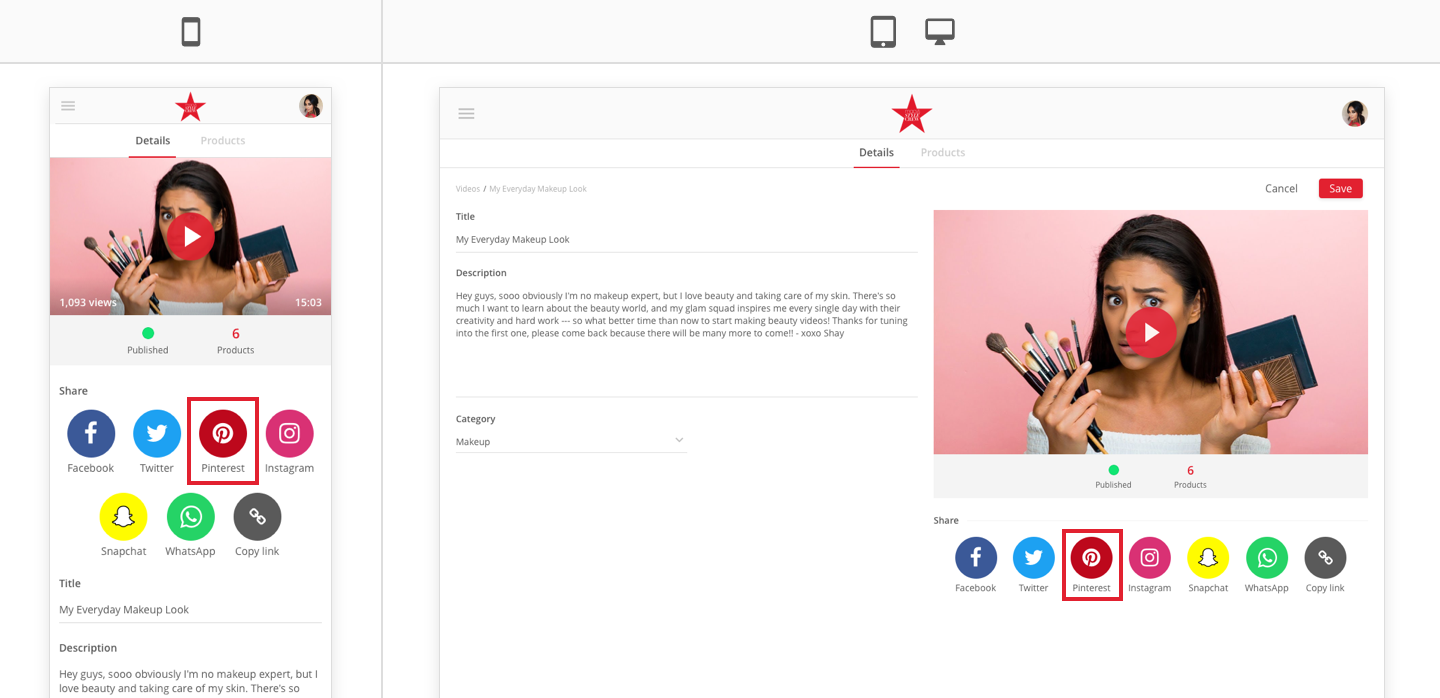 Details Products
1,093 views 15:03
Published
6
Products
Share
Facebook Twitter Pinterest Instagram
Snapchat WhatsApp Copy link
Title
My Everyday Makeup Look
Description
Hey guys, sooo obviously I'm no makeup expert, but I
love beauty and taking care of my skin. There's so
Details Products
Videos / My Everyday Makeup Look
Cancel Save
Title
My Everyday Makeup Look
Description
Hey guys, sooo obviously I'm no makeup expert, but I love beauty and taking care of my skin. There's so
much I want to learn about the beauty world, and my glam squad inspires me every single day with their
creativity and hard work --- so what better time than now to start making beauty videos! Thanks for tuning
into the first one, please come back because there will be many more to come!! - xoxo Shay
Category
Makeup
Published
6
Products
Share
Facebook Twitter Pinterest Instagram Snapchat WhatsApp Copy link